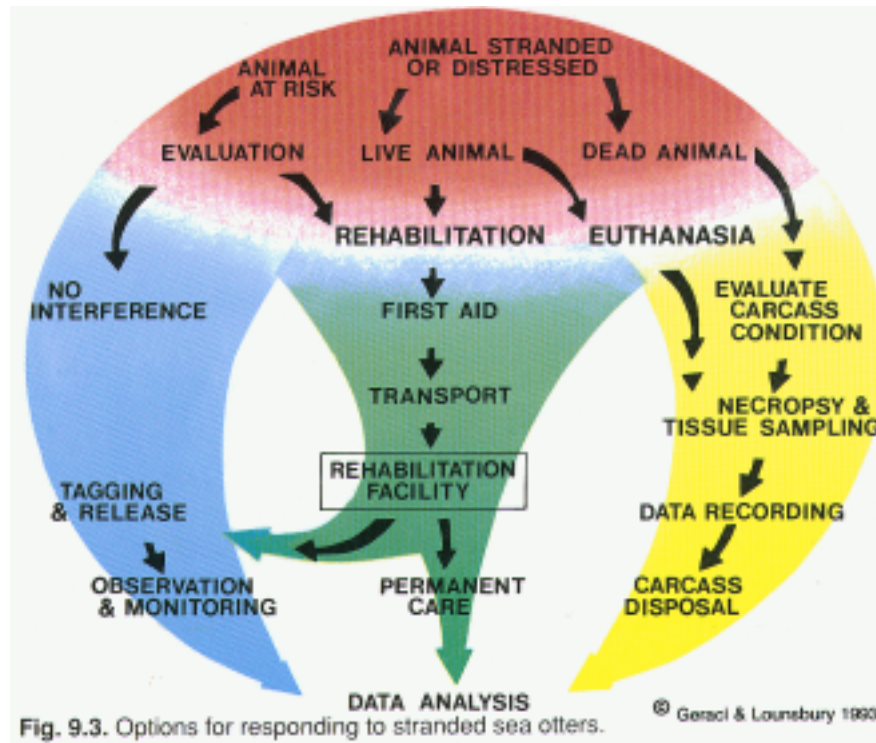 ANIMAL STRANDED
OR DISTRESSED
ANIMAL
AT RISK
EVALUATION
LIVE ANIMAL
DEAD ANIMAL
REHABILITATION
EUTHANASIA
NO
INTERFERENCE
FIRST AID
EVALUATE
CARCASS
CONDITION
TRANSPORT
NECROPSY &
TISSUE SAMPLING
REHABILITATION
FACILITY
TAGGING
& RELEASE
DATA RECORDING
OBSERVATION
& MONITORING
PERMANENT
CARE
CARCASS
DISPOSAL
DATA ANALYSIS
© Geraci & Lounsbury 1993
Fig. 9.3. Options for responding to stranded sea otters.